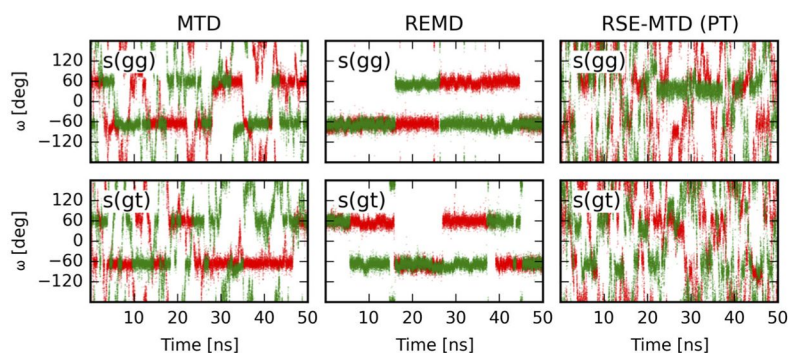 MTD REMD RSE-MTD (PT)
s(gg) s(gg) s(gg)
ω [deg]
120
60
0
−60
−120
s(gt) s(gt) s(gt)
ω [deg]
120
60
0
−60
−120
10 20 30 40 50 10 20 30 40 50 10 20 30 40 50
Time [ns] Time [ns] Time [ns]